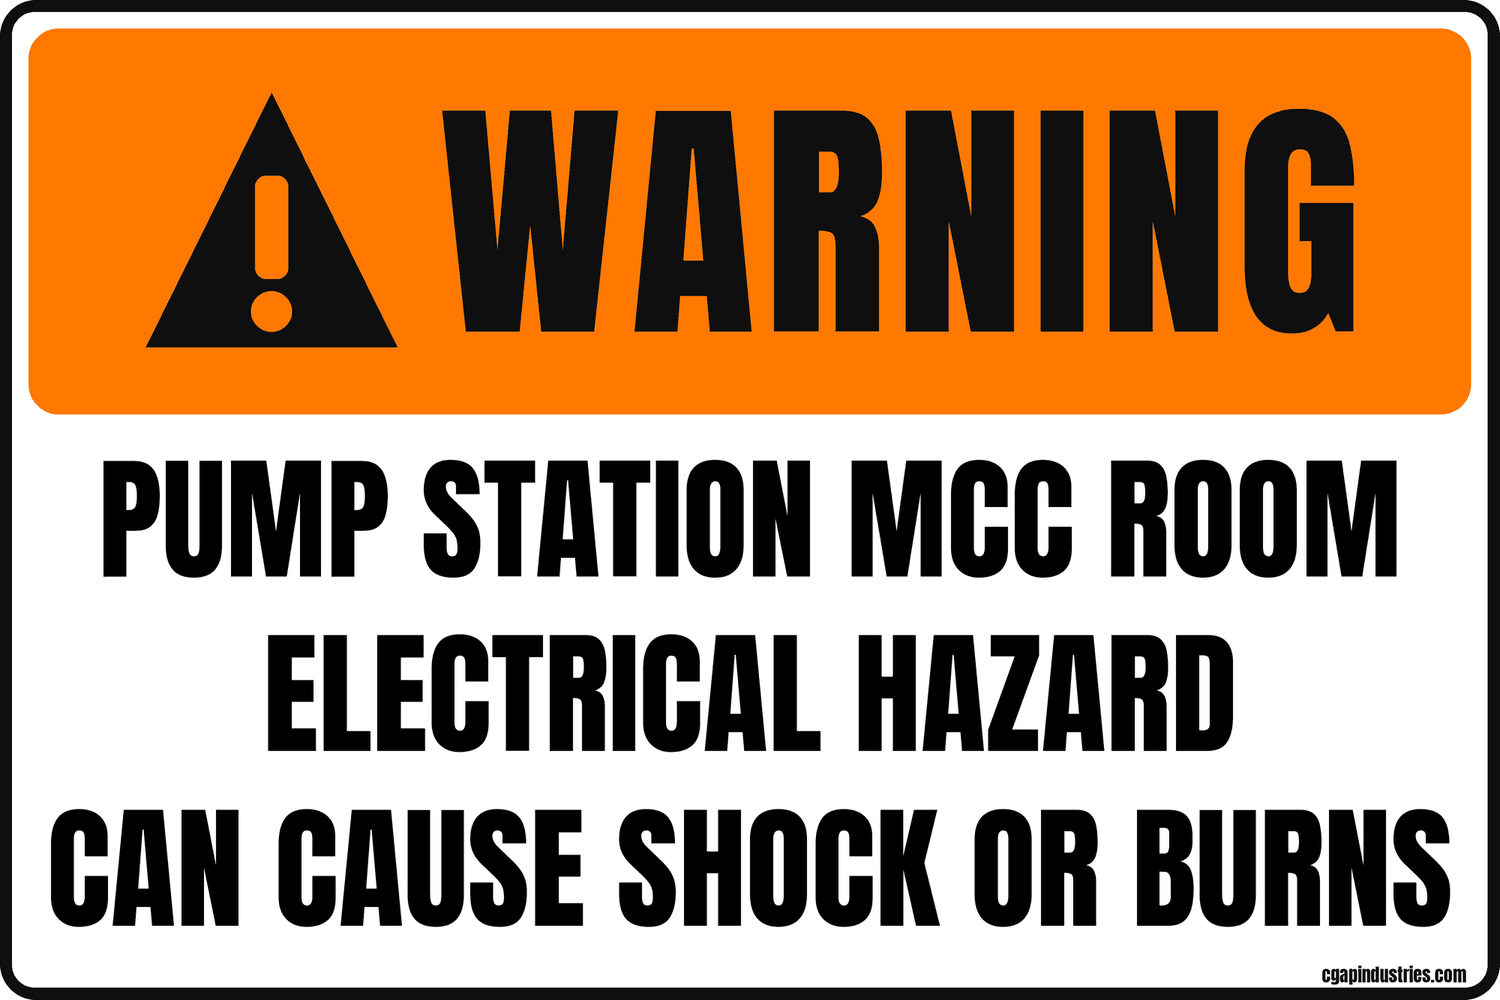 WARNING
PUMP STATION MCC ROOM
ELECTRICAL HAZARD
CAN CAUSE SHOCK OR BURNS
cgapindustries.com